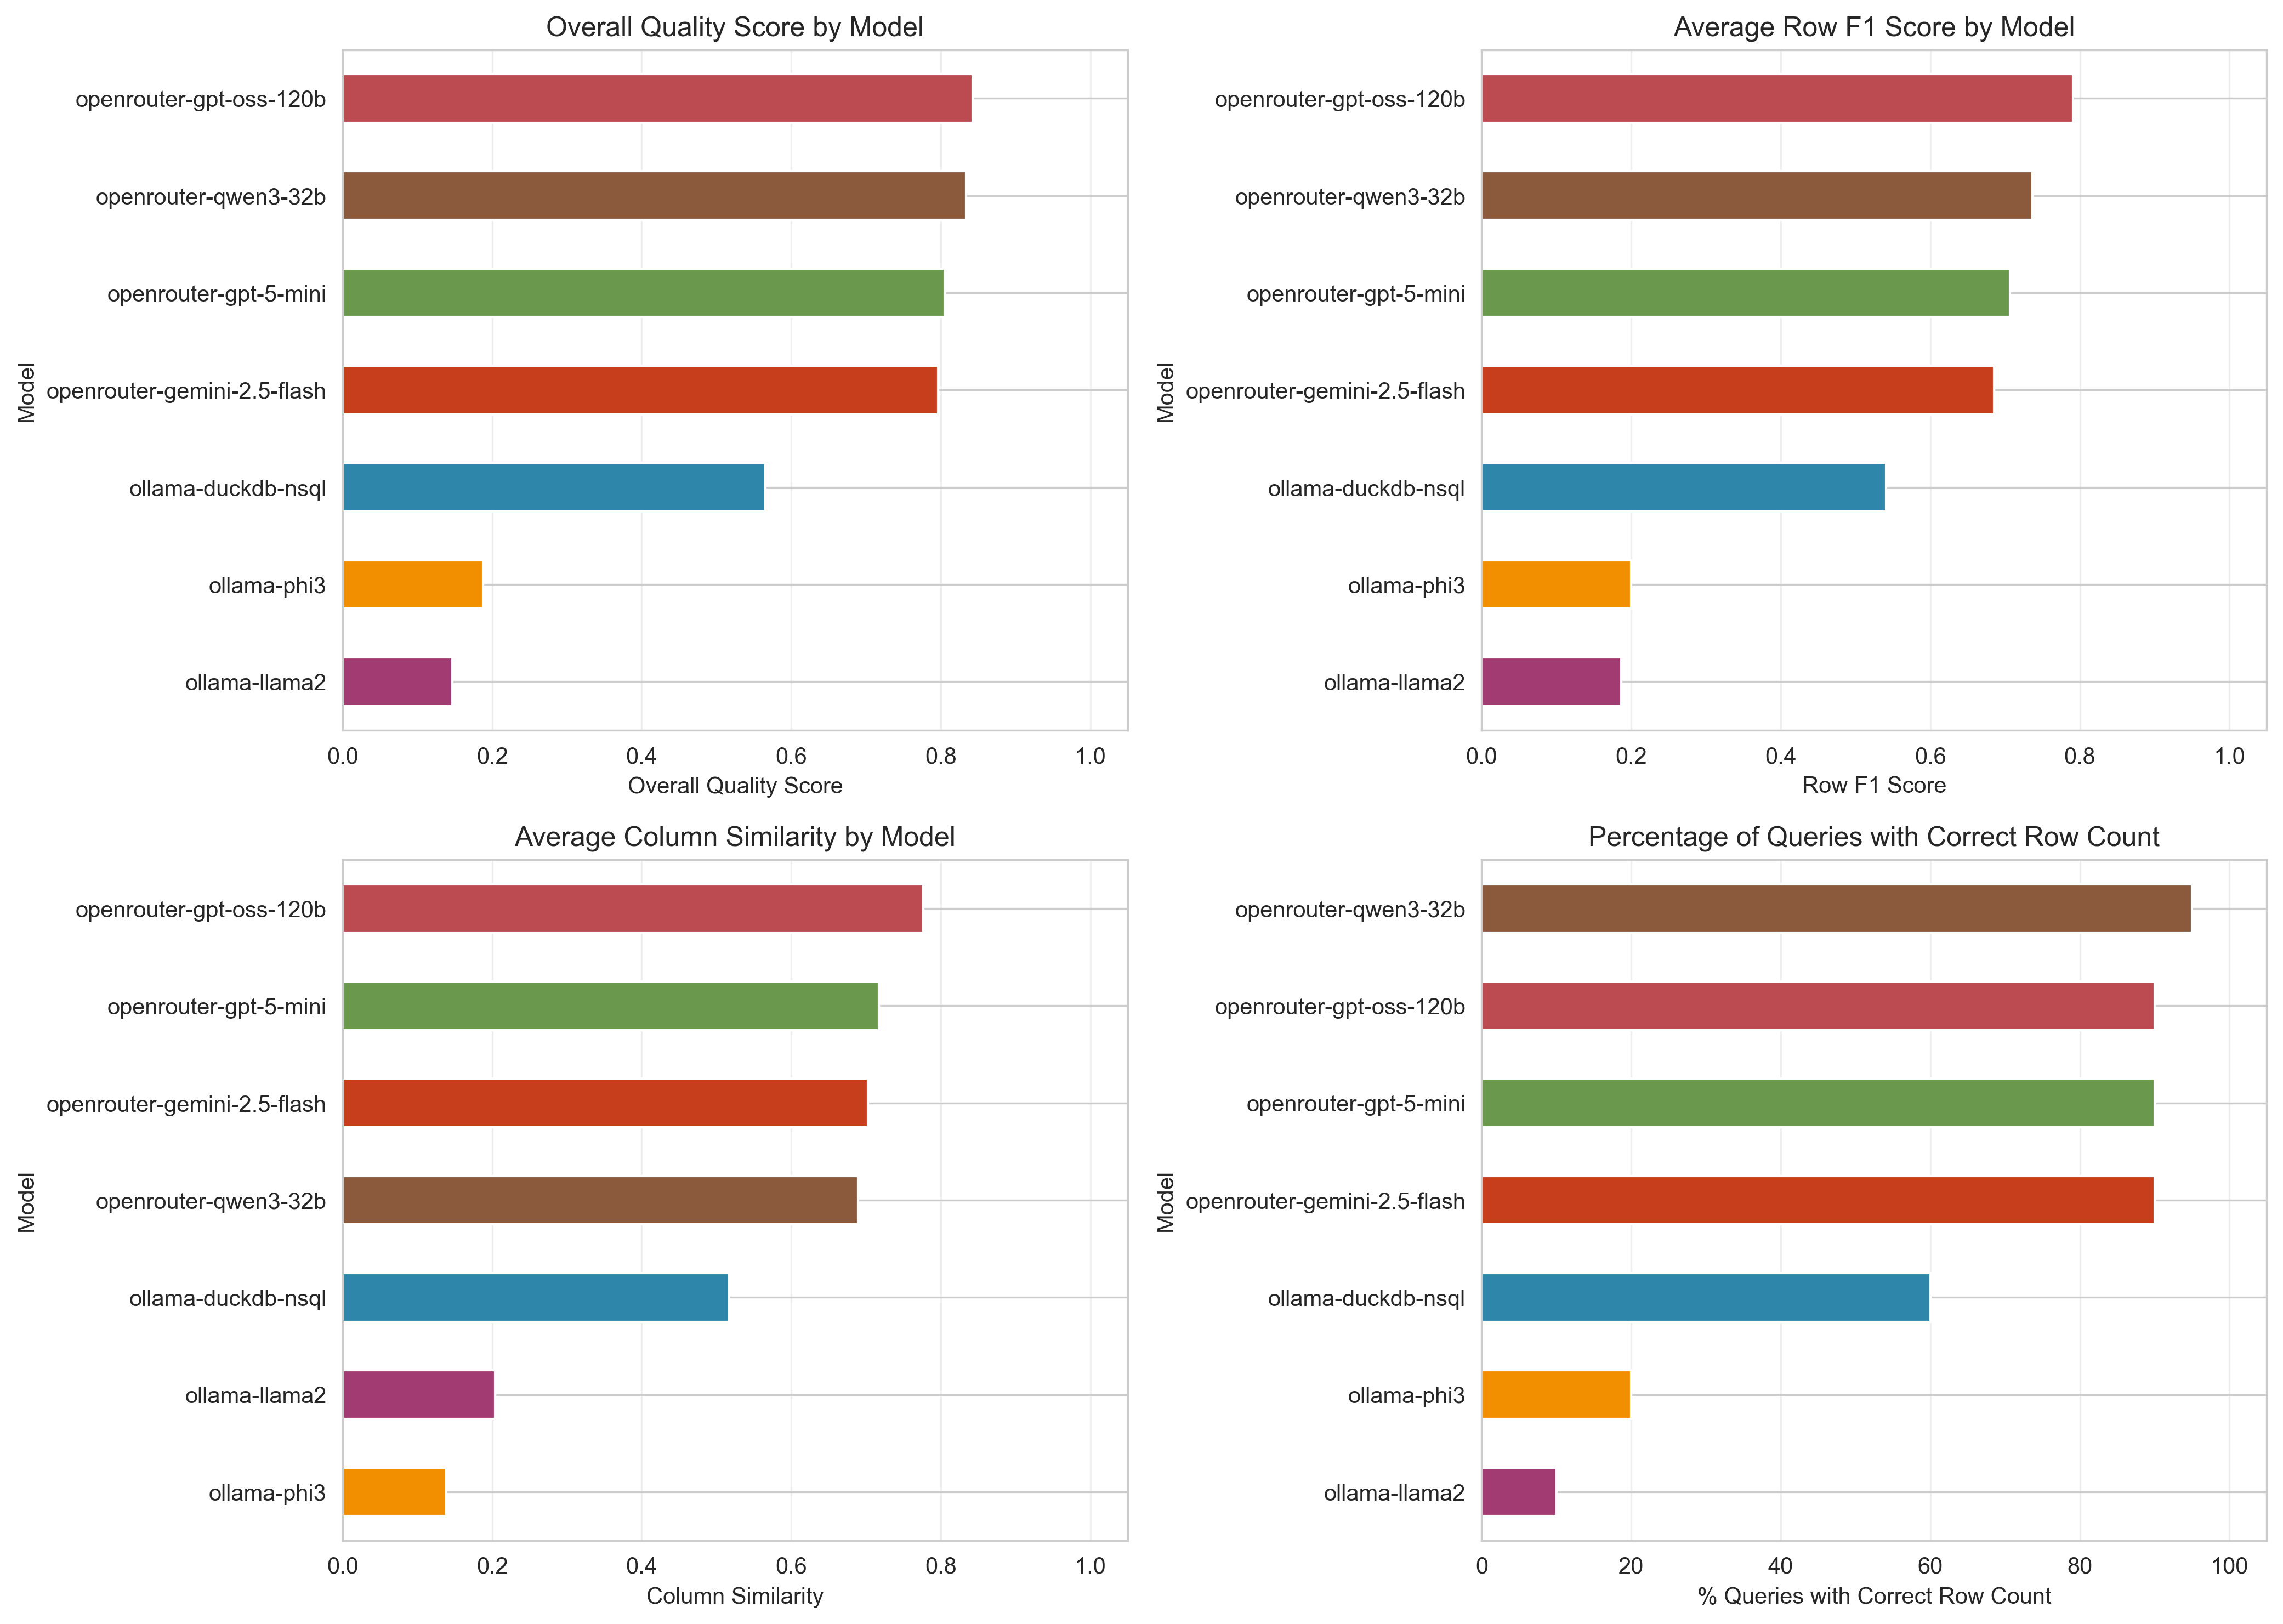 Overall Quality Score by Model
Model
openrouter-gpt-oss-120b
openrouter-qwen3-32b
openrouter-gpt-5-mini
openrouter-gemini-2.5-flash
ollama-duckdb-nsql
ollama-phi3
ollama-llama2
0.0 0.2 0.4 0.6 0.8 1.0
Overall Quality Score
Average Row F1 Score by Model
Model
openrouter-gpt-oss-120b
openrouter-qwen3-32b
openrouter-gpt-5-mini
openrouter-gemini-2.5-flash
ollama-duckdb-nsql
ollama-phi3
ollama-llama2
0.0 0.2 0.4 0.6 0.8 1.0
Row F1 Score
Average Column Similarity by Model
Model
openrouter-gpt-oss-120b
openrouter-gpt-5-mini
openrouter-gemini-2.5-flash
openrouter-qwen3-32b
ollama-duckdb-nsql
ollama-llama2
ollama-phi3
0.0 0.2 0.4 0.6 0.8 1.0
Column Similarity
Percentage of Queries with Correct Row Count
Model
openrouter-qwen3-32b
openrouter-gpt-oss-120b
openrouter-gpt-5-mini
openrouter-gemini-2.5-flash
ollama-duckdb-nsql
ollama-phi3
ollama-llama2
0 20 40 60 80 100
% Queries with Correct Row Count